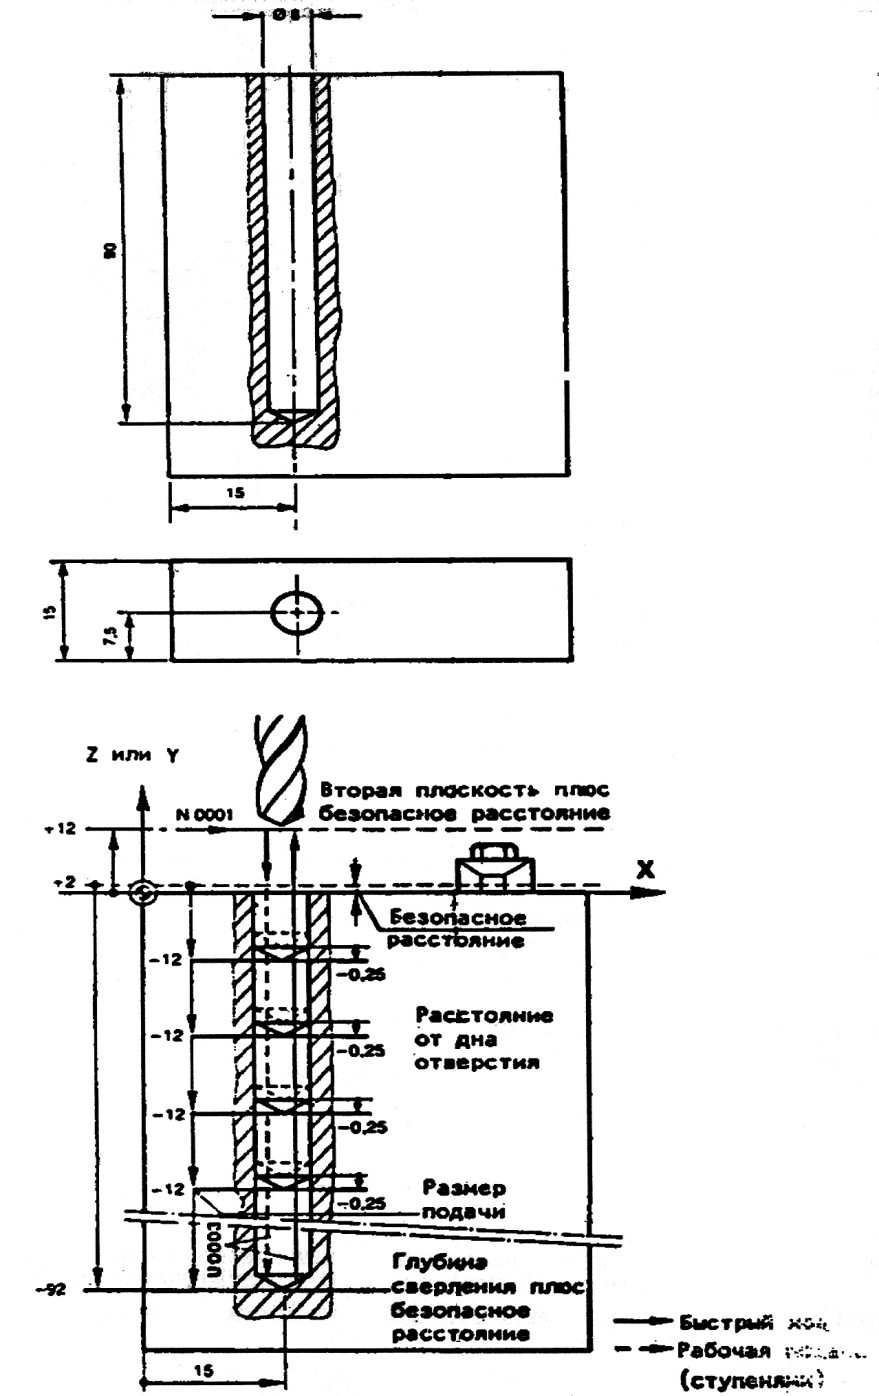 Ø 8
90
15
15
7,5
Z или Y
Вторая плоскость плюс
безопасное расстояние
N 0001
+12
+2
X
Безопасное
расстояние
-12
-0,25
Расстояние
от дна
отверстия
-12
-0,25
-12
-0,25
-12
-0,25
Размер
подачи
U0003
Глубина
сверления плюс
безопасное
расстояние
-92
Быстрый
Рабочая
(ступенями)
15